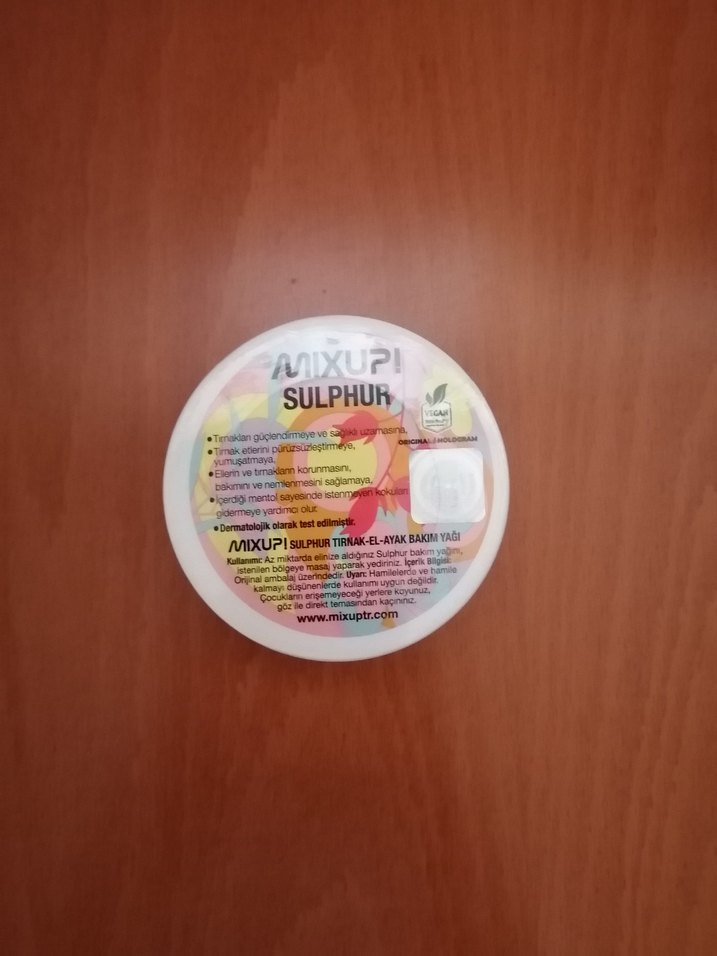 MIXUP!
SULPHUR
VEGAN
ORIGINAL HOLOGRAM
• Tırnakları güçlendirmeye ve sağlıklı uzamasına,
• Tırnak etlerini pürüzsüzleştirmeye,
yumuşatmaya,
• Ellerin ve tırnakların korunmasını,
bakımını ve nemlenmesini sağlamaya,
• İçerdiği mentol sayesinde istenmeyen kokuları
gidermeye yardımcı olur.
• Dermatolojik olarak test edilmiştir.
MIXUP! SULPHUR TIRNAK-EL-AYAK BAKIM YAĞI
Kullanımı: Az miktarda elinize aldığınız Sulphur bakım yağını,
istenilen bölgeye masaj yaparak yediriniz. İçerik Bilgisi:
Orijinal ambalaj üzerindedir. Uyarı: Hamilelerde ve hamile
kalmayı düşünenlerde kullanımı uygun değildir.
Çocukların erişemeyeceği yerlere koyunuz,
göz ile direkt temasından kaçınınız.
www.mixuptr.com